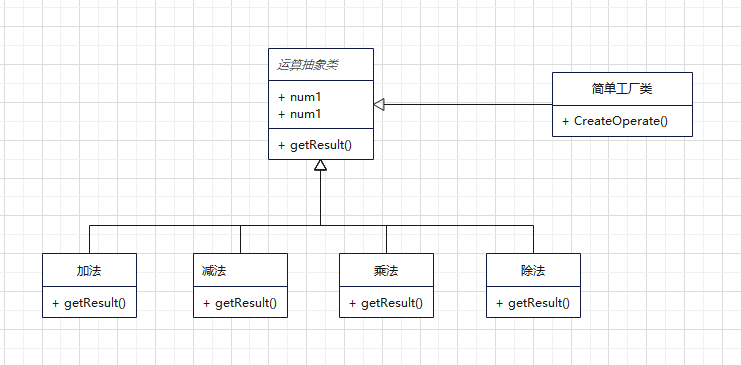 运算抽象类
+ num1
+ num1
+ getResult()
简单工厂类
+ CreateOperate()
加法
+ getResult()
减法
+ getResult()
乘法
+ getResult()
除法
+ getResult()